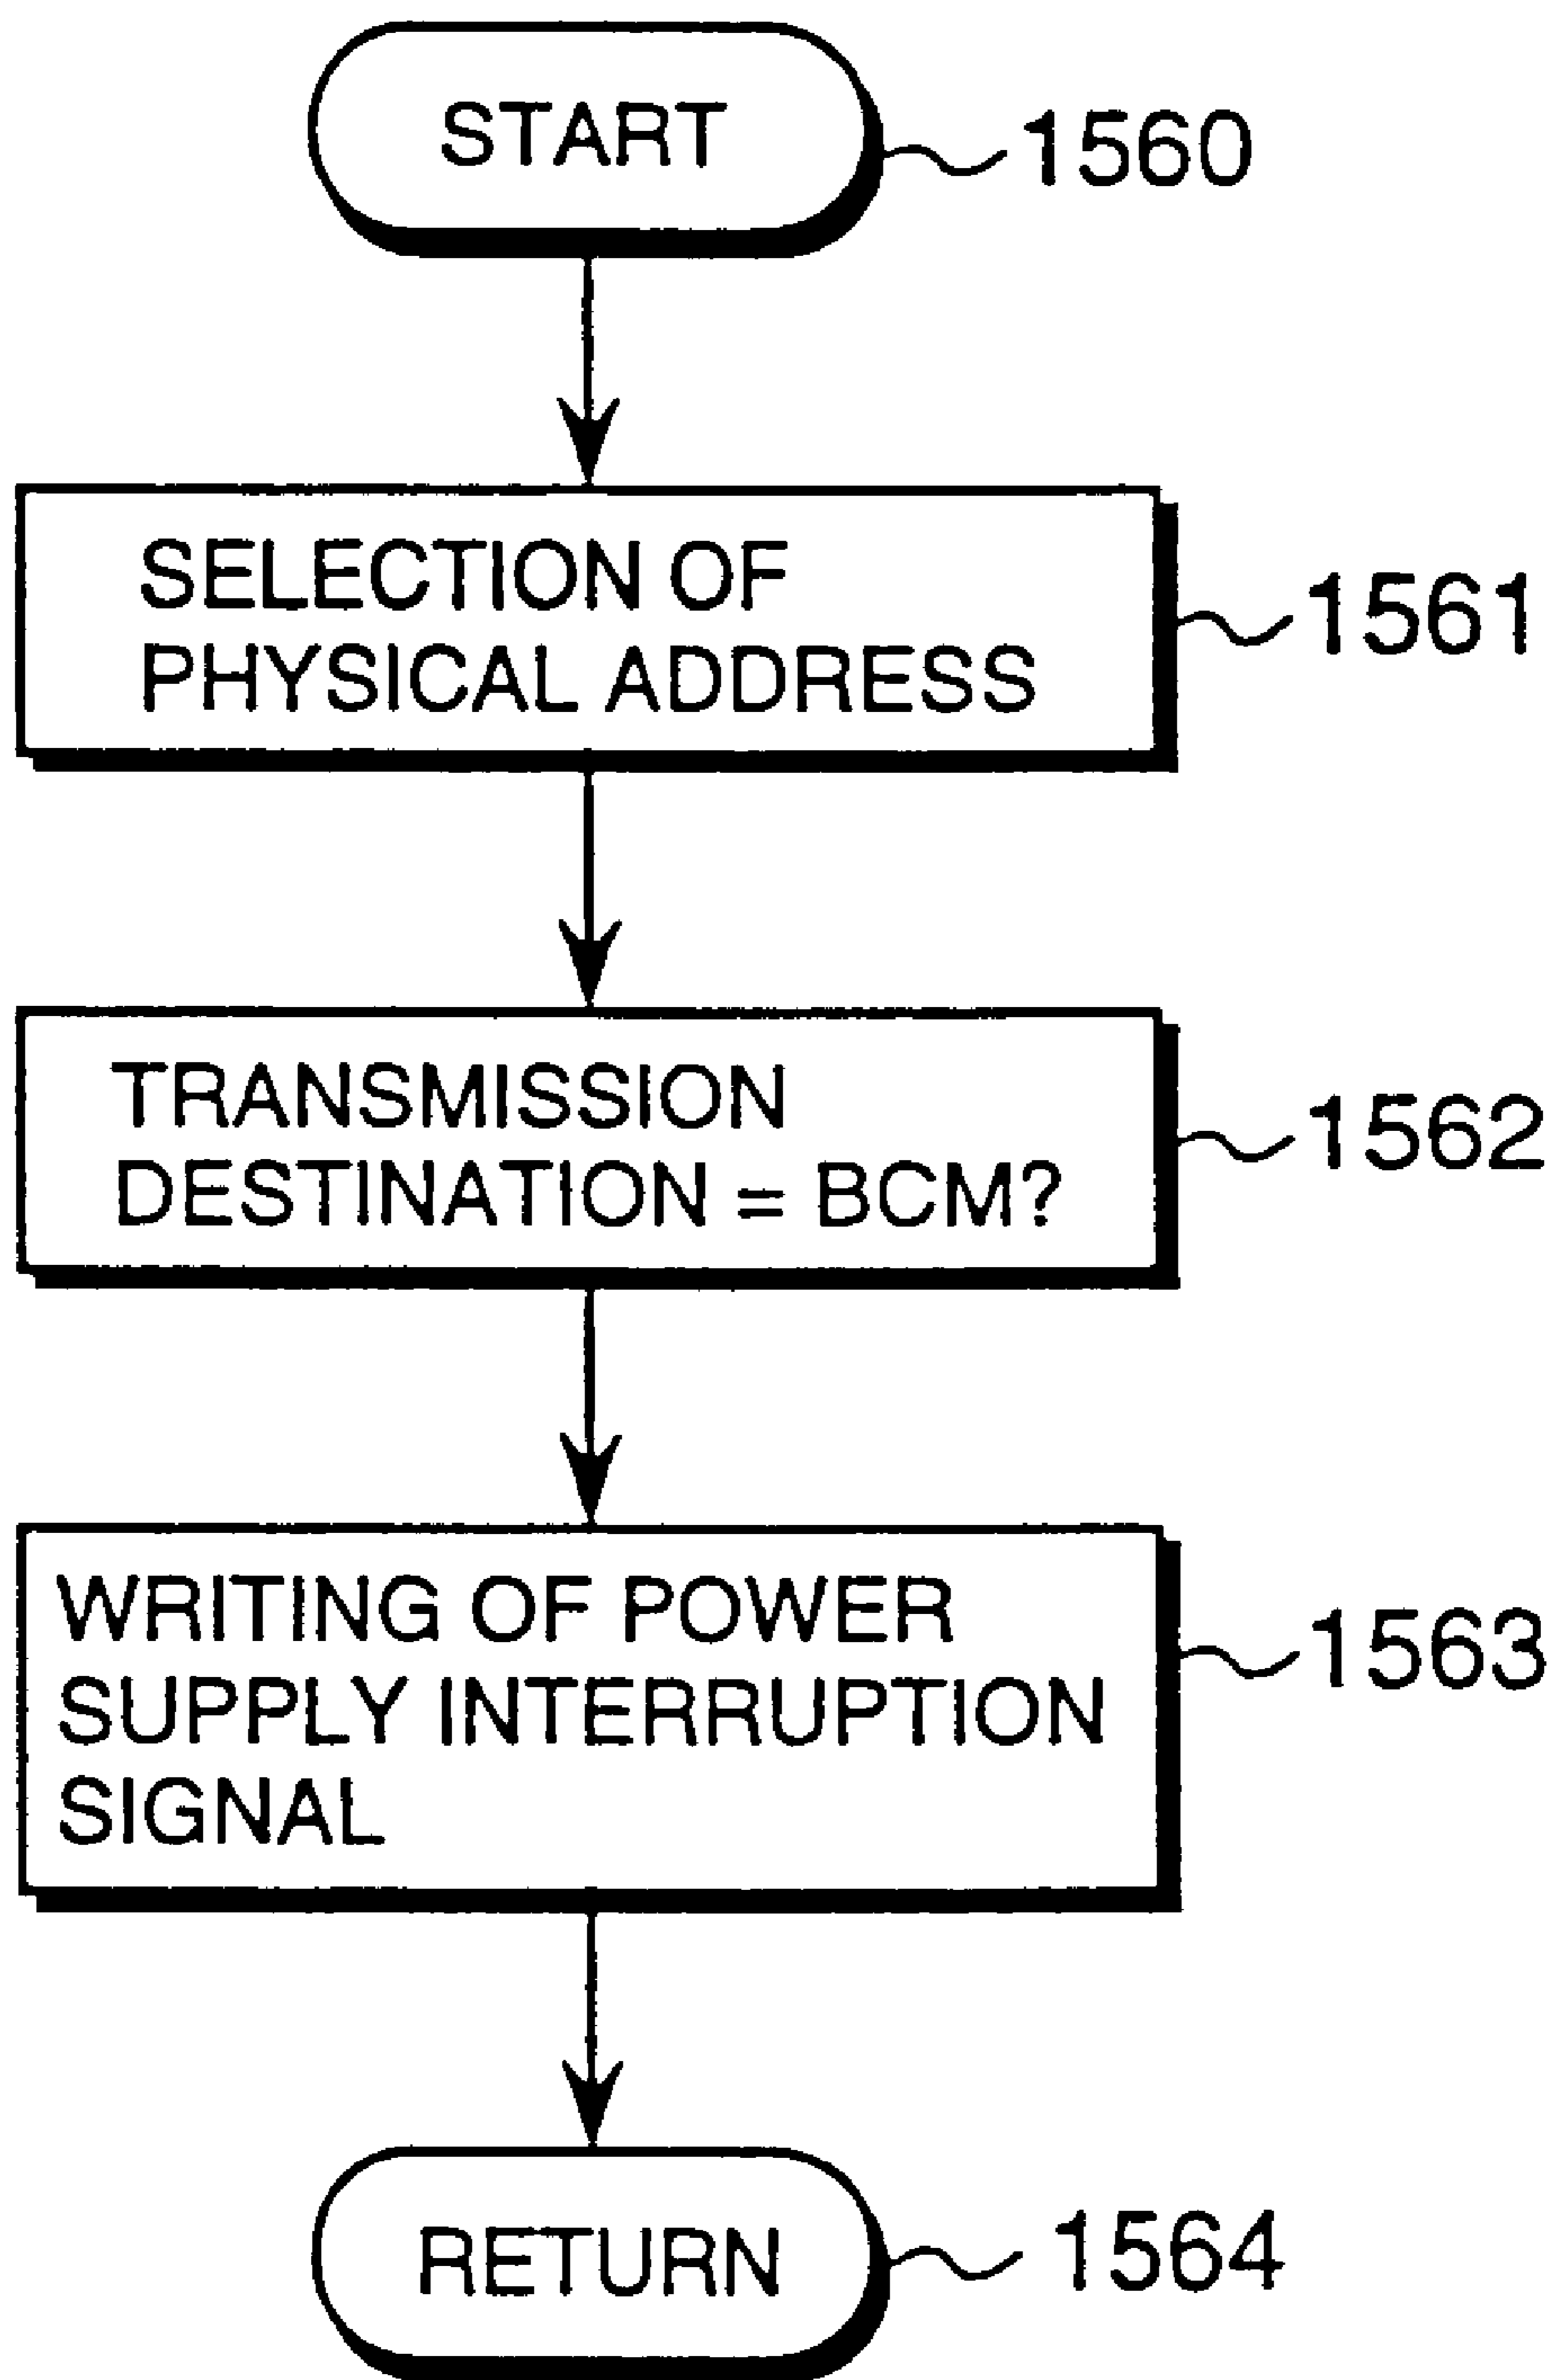 START
1560
SELECTION OF
PHYSICAL ADDRESS
1561
TRANSMISSION
DESTINATION = BCM?
1562
WRITING OF POWER
SUPPLY INTERRUPTION
SIGNAL
1563
RETURN
1564